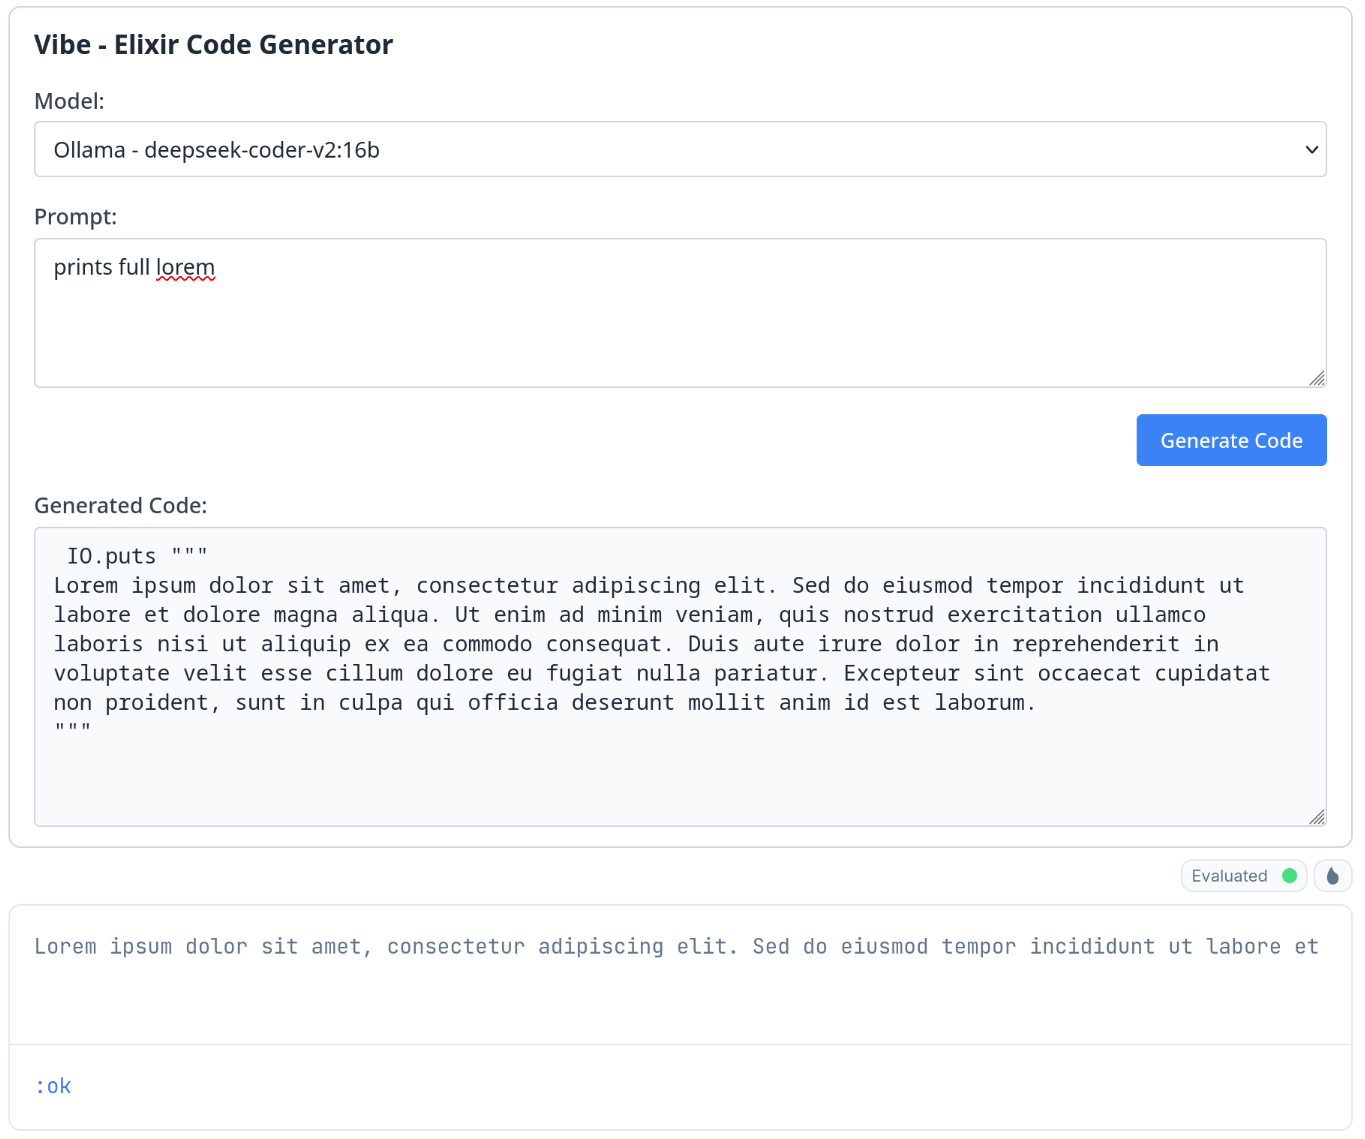 Vibe - Elixir Code Generator
Model:
Ollama - deepseek-coder-v2:16b
Prompt:
prints full lorem
Generate Code
Generated Code:
IO.puts """
Lorem ipsum dolor sit amet, consectetur adipiscing elit. Sed do eiusmod tempor incididunt ut
labore et dolore magna aliqua. Ut enim ad minim veniam, quis nostrud exercitation ullamco
laboris nisi ut aliquip ex ea commodo consequat. Duis aute irure dolor in reprehenderit in
voluptate velit esse cillum dolore eu fugiat nulla pariatur. Excepteur sint occaecat cupidatat
non proident, sunt in culpa qui officia deserunt mollit anim id est laborum.
"""
Evaluated
Lorem ipsum dolor sit amet, consectetur adipiscing elit. Sed do eiusmod tempor incididunt ut labore et
:ok